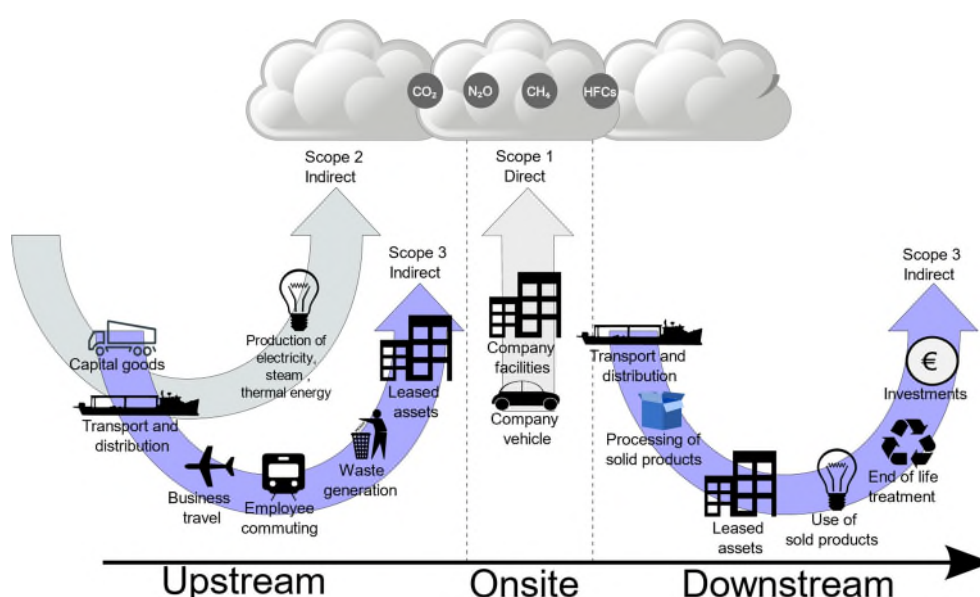 CO₂
N₂O
CH₄
HFCs
Scope 2
Indirect
Scope 1
Direct
Scope 3
Indirect
Scope 3
Indirect
Capital goods
Transport and
distribution
Business
travel
Employee
commuting
Waste
generation
Leased
assets
Production of
electricity,
steam ,
thermal energy
Company
facilities
Company
vehicle
Transport and
distribution
Processing of
solid products
Leased
assets
Use of
sold products
End of life
treatment
€
Investments
Upstream
Onsite
Downstream